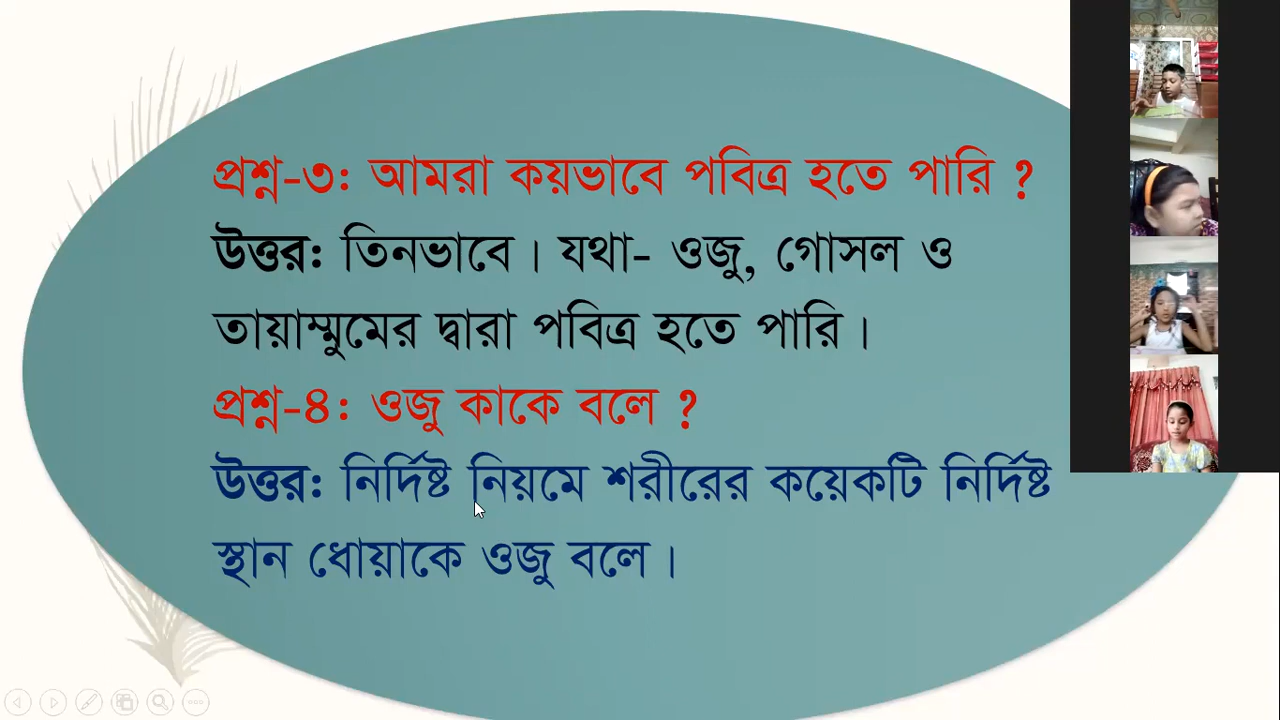 প্রশ্ন-৩: আমরা কয়ভাবে পবিত্র হতে পারি ?
উত্তর: তিনভাবে। যথা- ওজু, গোসল ও
তায়াম্মুমের দ্বারা পবিত্র হতে পারি।
প্রশ্ন-৪: ওজু কাকে বলে ?
উত্তর: নির্দিষ্ট নিয়মে শরীরের কয়েকটি নির্দিষ্ট
স্থান ধোয়াকে ওজু বলে।